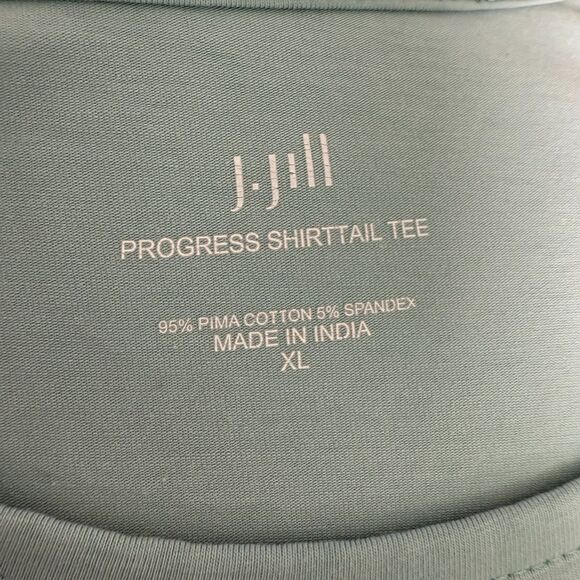 J.Jill
PROGRESS SHIRTTAIL TEE
95% PIMA COTTON 5% SPANDEX
MADE IN INDIA
XL